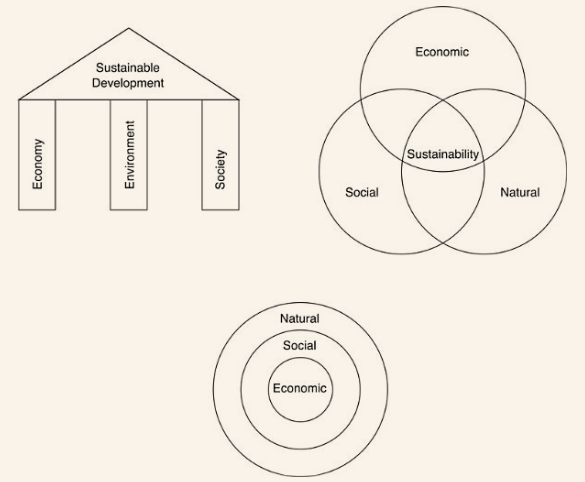 Sustainable
Development
Economy
Environment
Society
Economic
Sustainability
Social
Natural
Natural
Social
Economic